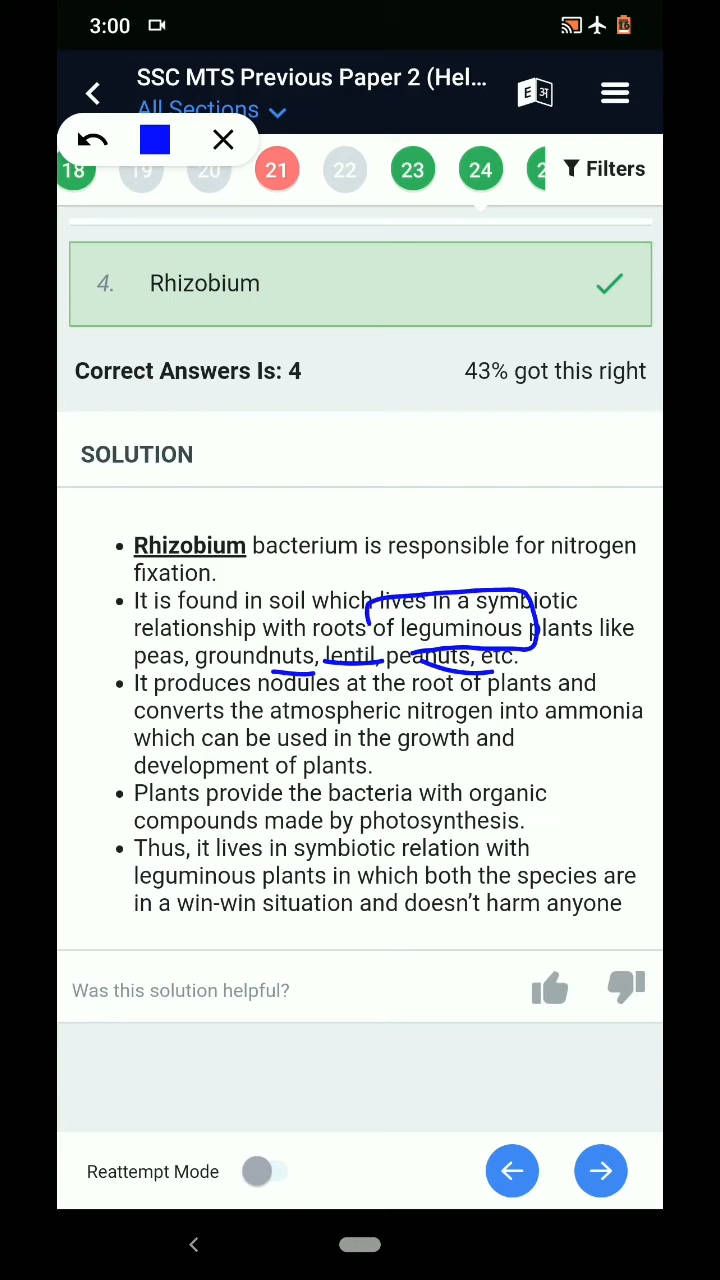 3:00
16
SSC MTS Previous Paper 2 (Hel...
E अ
All Sections
18 19 20 21 22 23 24 2
Filters
4. Rhizobium
Correct Answers Is: 4 43% got this right
SOLUTION
• Rhizobium bacterium is responsible for nitrogen
fixation.
• It is found in soil which lives in a symbiotic
relationship with roots of leguminous plants like
peas, groundnuts, lentil, peanuts, etc.
• It produces nodules at the root of plants and
converts the atmospheric nitrogen into ammonia
which can be used in the growth and
development of plants.
• Plants provide the bacteria with organic
compounds made by photosynthesis.
• Thus, it lives in symbiotic relation with
leguminous plants in which both the species are
in a win-win situation and doesn't harm anyone
Was this solution helpful?
Reattempt Mode